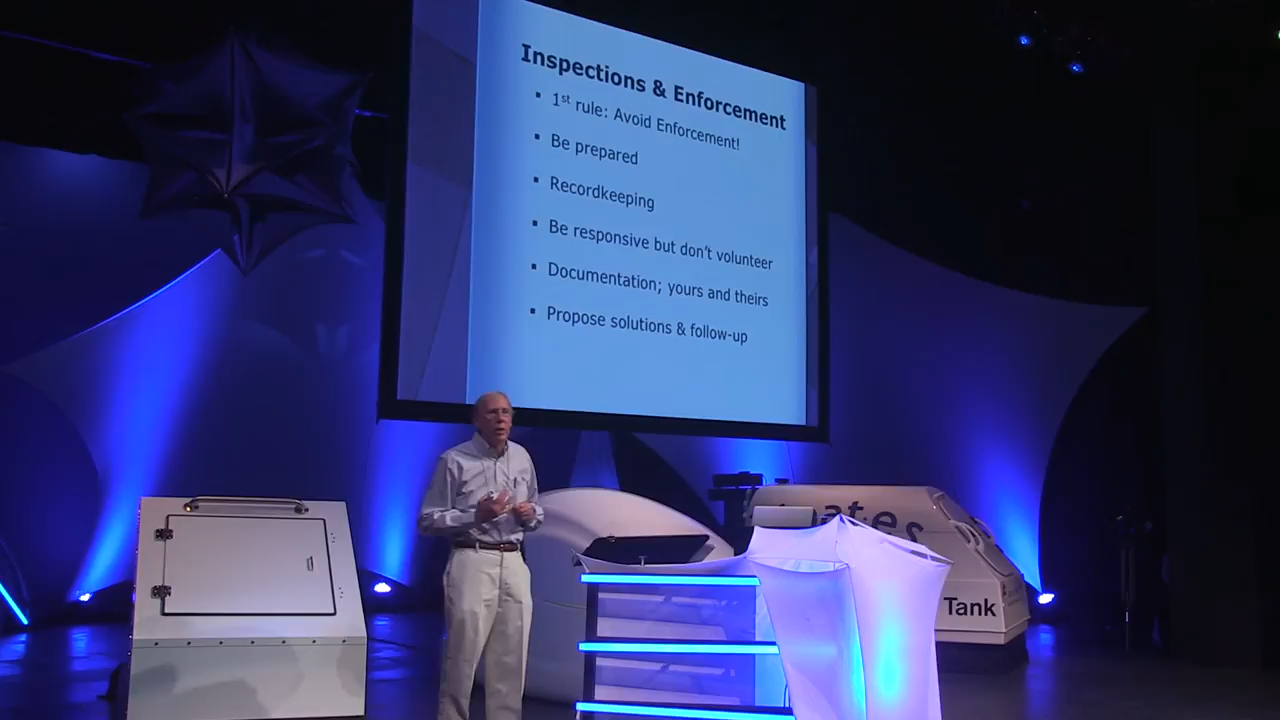 Inspections & Enforcement
▪ 1st rule: Avoid Enforcement!
▪ Be prepared
▪ Recordkeeping
▪ Be responsive but don't volunteer
▪ Documentation; yours and theirs
▪ Propose solutions & follow-up
Tank